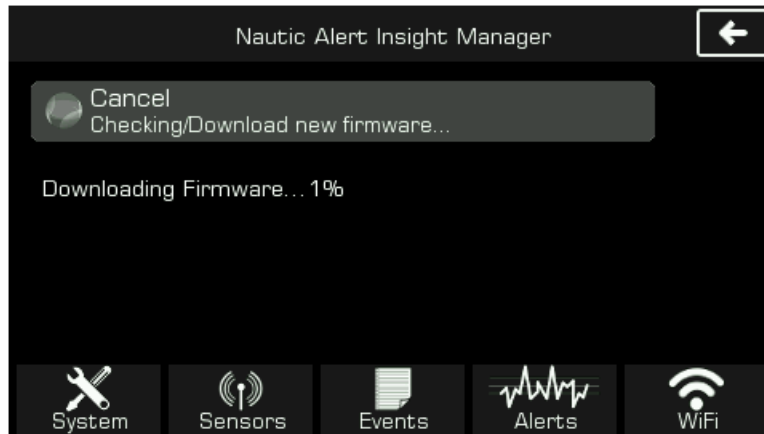 Nautic Alert Insight Manager
Cancel
Checking/Download new firmware...
Downloading Firmware...1%
System
Sensors
Events
Alerts
WiFi